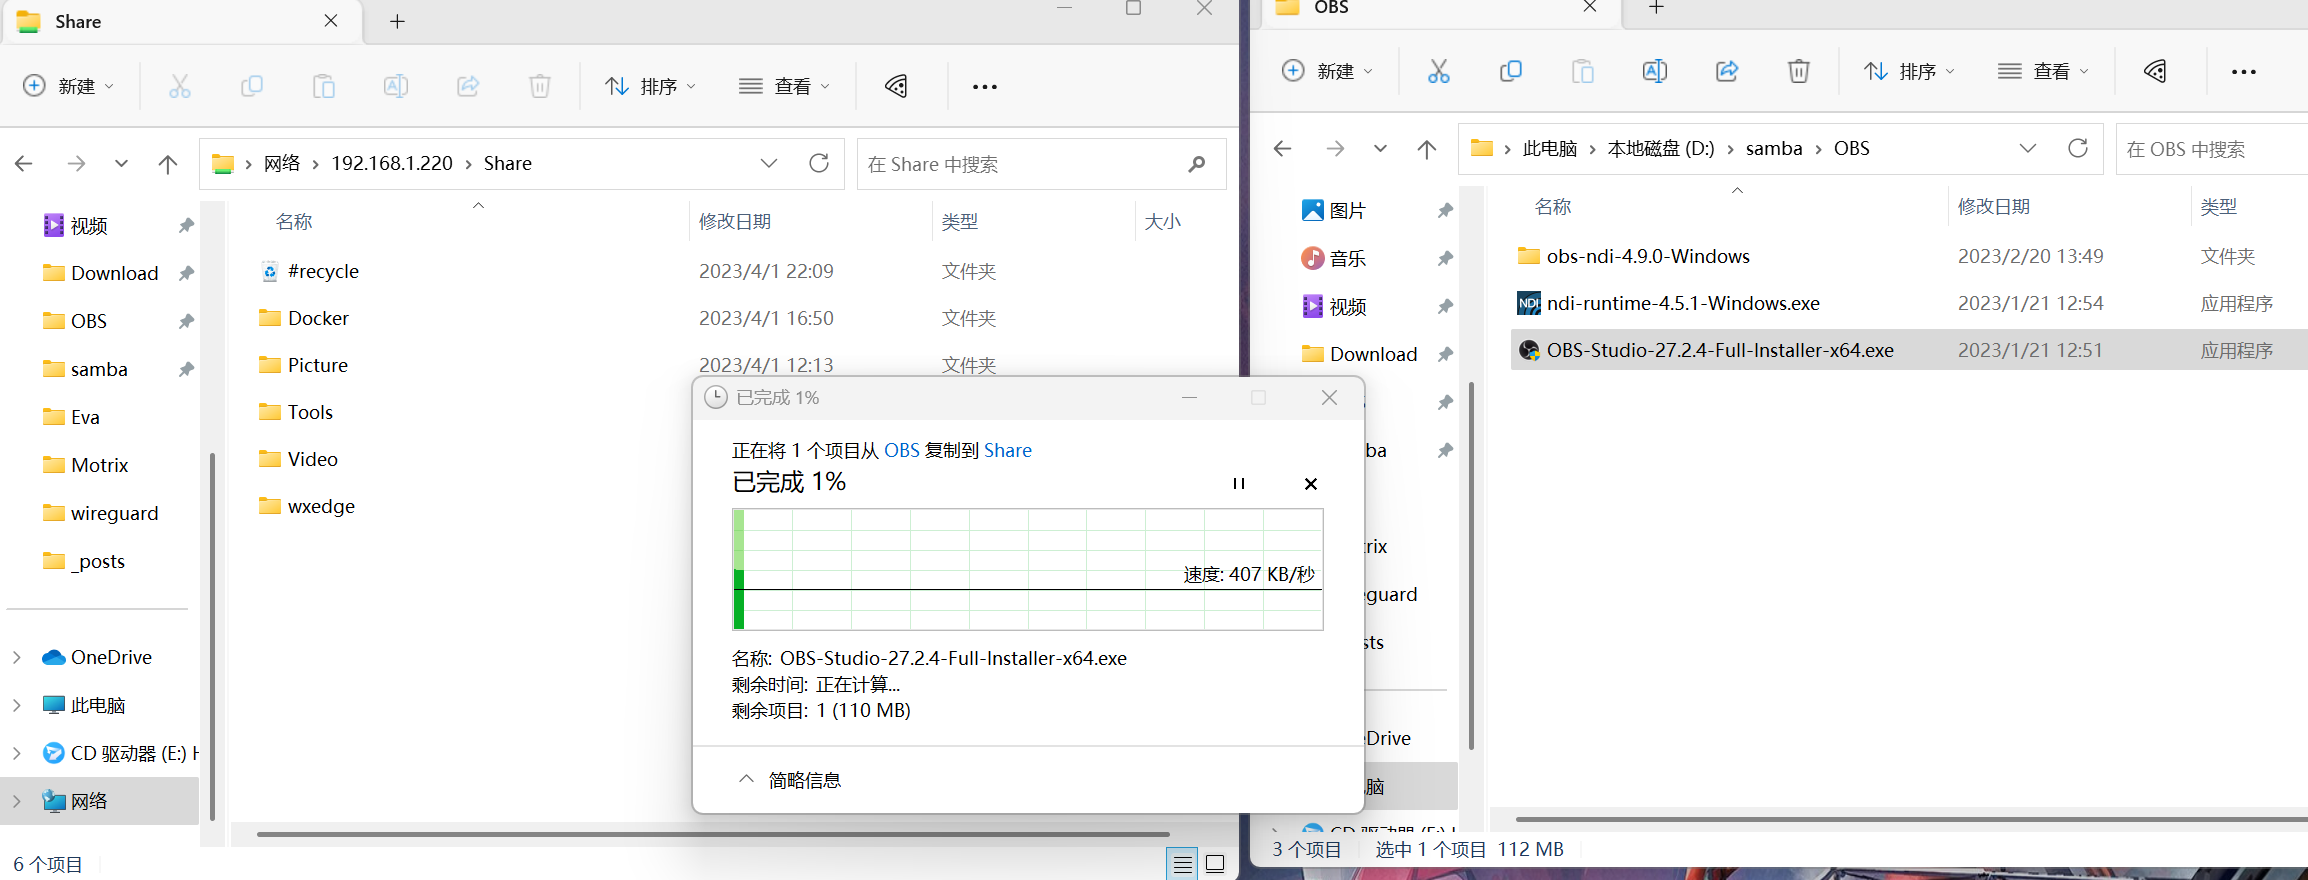 Share
新建
排序
查看
网络 192.168.1.220 Share
在 Share 中搜索
视频
Download
OBS
samba
Eva
Motrix
wireguard
_posts
OneDrive
此电脑
CD 驱动器 (E:) H
网络
名称 修改日期 类型 大小
#recycle 2023/4/1 22:09 文件夹
Docker 2023/4/1 16:50 文件夹
Picture 2023/4/1 12:13 文件夹
Tools
Video
wxedge
6 个项目
已完成 1%
正在将 1 个项目从 OBS 复制到 Share
已完成 1%
速度: 407 KB/秒
名称: OBS-Studio-27.2.4-Full-Installer-x64.exe
剩余时间: 正在计算...
剩余项目: 1 (110 MB)
简略信息
OBS
新建
排序
查看
此电脑 本地磁盘 (D:) samba OBS
在 OBS 中搜索
图片
音乐
视频
Download
ba
trix
guard
sts
Drive
脑
名称 修改日期 类型
obs-ndi-4.9.0-Windows 2023/2/20 13:49 文件夹
NDI ndi-runtime-4.5.1-Windows.exe 2023/1/21 12:54 应用程序
OBS-Studio-27.2.4-Full-Installer-x64.exe 2023/1/21 12:51 应用程序
3 个项目 选中 1 个项目 112 MB